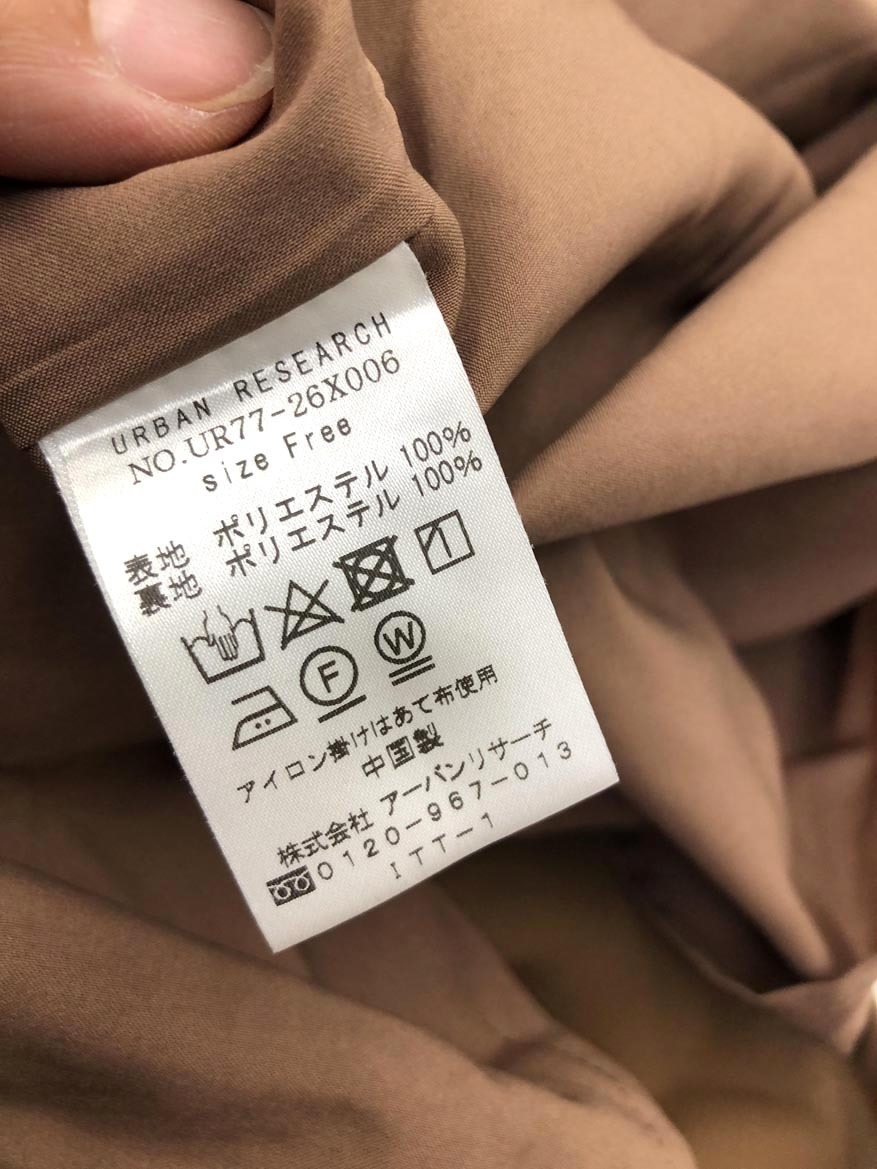 URBAN RESEARCH
NO.UR77-26X006
size Free
表地 ポリエステル 100%
裏地 ポリエステル 100%
F W
アイロン掛けはあて布使用
中国製
株式会社 アーバンリサーチ
0120-967-013
ITT-1